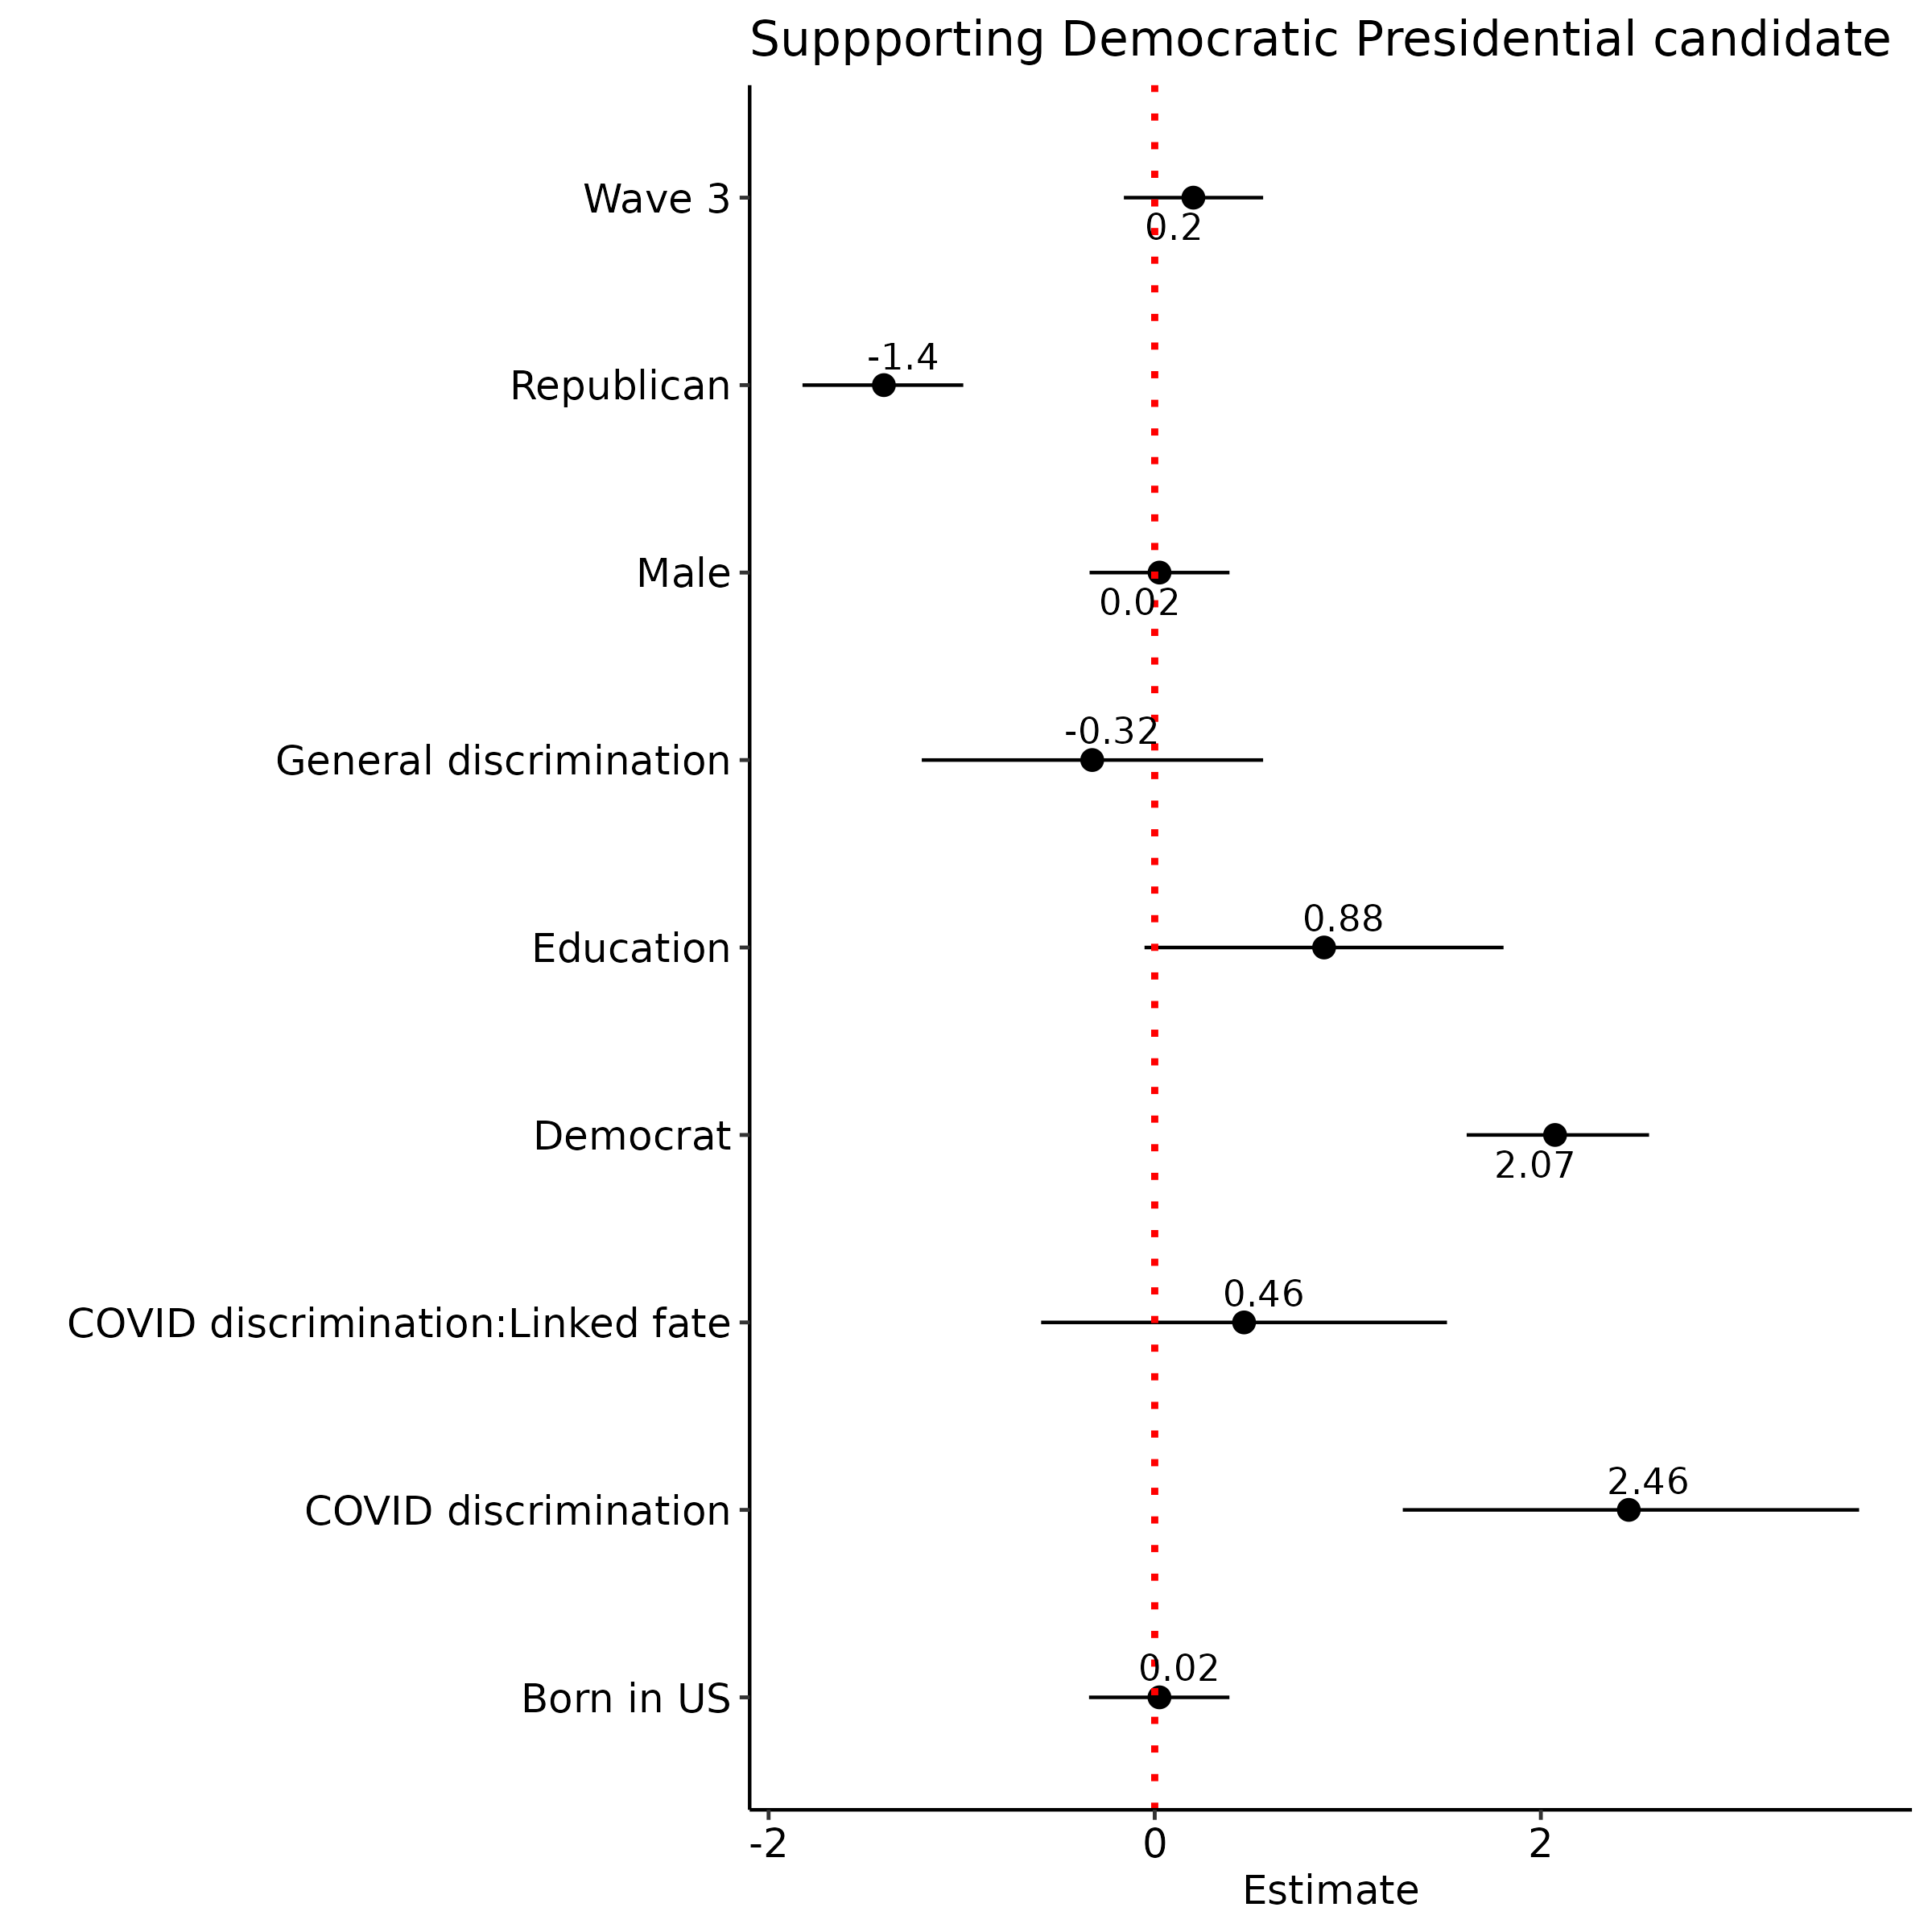 Suppporting Democratic Presidential candidate
Wave 3
0.2
-1.4
Republican
Male
0.02
-0.32
General discrimination
0.88
Education
Democrat
2.07
0.46
COVID discrimination:Linked fate
2.46
COVID discrimination
0.02
Born in US
-2 0 2
Estimate